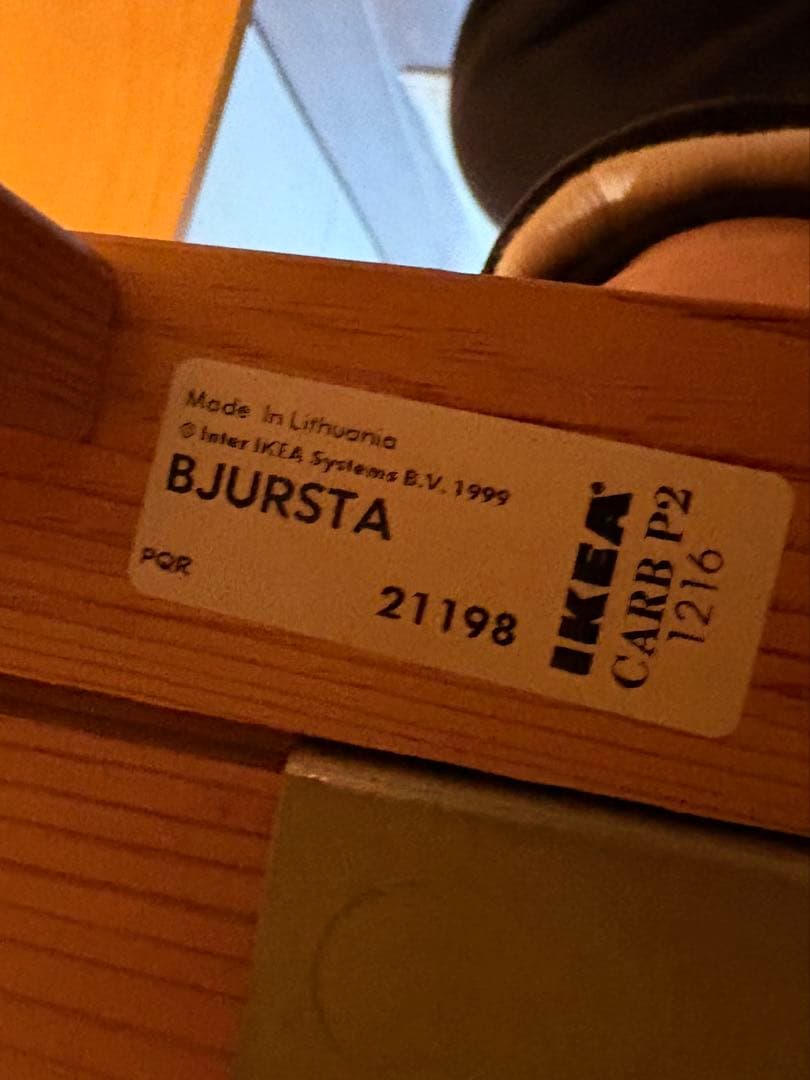 Made in Lithuania
© Inter IKEA Systems B.V. 1999
BJURSTA
PQR
21198
IKEA®
CARB P2
1216